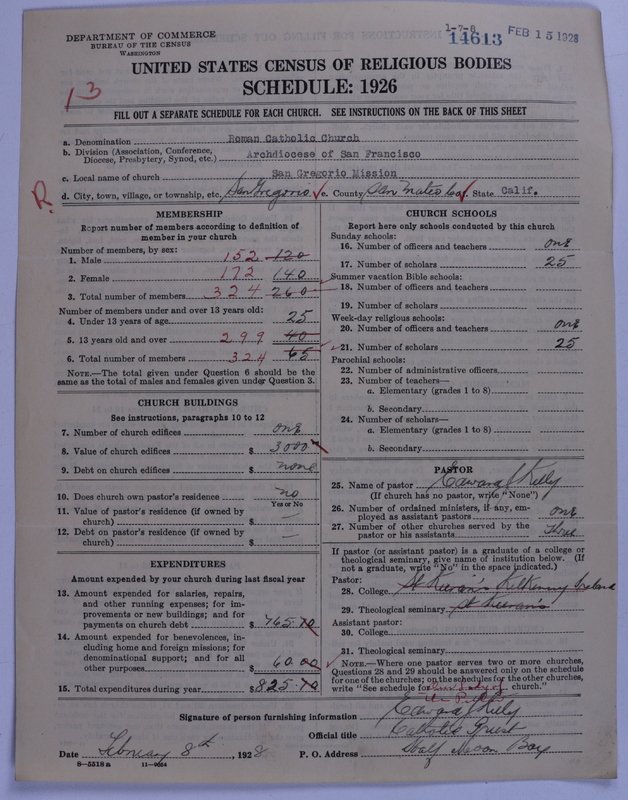 DEPARTMENT OF COMMERCE
BUREAU OF THE CENSUS
WASHINGTON
1-7-8
14613
FEB 15 1928
UNITED STATES CENSUS OF RELIGIOUS BODIES
SCHEDULE: 1926
13
FILL OUT A SEPARATE SCHEDULE FOR EACH CHURCH. SEE INSTRUCTIONS ON THE BACK OF THIS SHEET
a. Denomination Roman Catholic Church
b. Division (Association, Conference, Diocese, Presbytery, Synod, etc.) Archdiocese of San Francisco
c. Local name of church San Gregorio Mission
R.
d. City, town, village, or township, etc. San Gregorio e. County San Mateo Co. State Calif.
MEMBERSHIP
Report number of members according to definition of
member in your church
Number of members, by sex:
1. Male 152 120
2. Female 172 140
3. Total number of members 324 260
Number of members under and over 13 years old:
4. Under 13 years of age 25
5. 13 years old and over 299 40
6. Total number of members 324 65
NOTE.—The total given under Question 6 should be
same as the total of males and females given under Question 3.
CHURCH BUILDINGS
See instructions, paragraphs 10 to 12
7. Number of church edifices one
8. Value of church edifices $ 3000
9. Debt on church edifices $ none
10. Does church own pastor's residence no
Yes or No
11. Value of pastor's residence (if owned by
church) $ —
12. Debt on pastor's residence (if owned by
church) $ —
EXPENDITURES
Amount expended by your church during last fiscal year
13. Amount expended for salaries, repairs,
and other running expenses; for im-
provements or new buildings; and for
payments on church debt $ 765.70
14. Amount expended for benevolences, in-
cluding home and foreign missions; for
denominational support; and for all
other purposes 60.00
15. Total expenditures during year $ 825.70
CHURCH SCHOOLS
Report here only schools conducted by this church
Sunday schools:
16. Number of officers and teachers one
17. Number of scholars 25
Summer vacation Bible schools:
18. Number of officers and teachers
19. Number of scholars
Week-day religious schools:
20. Number of officers and teachers one
21. Number of scholars 25
Parochial schools:
22. Number of administrative officers
23. Number of teachers—
a. Elementary (grades 1 to 8)
b. Secondary
24. Number of scholars—
a. Elementary (grades 1 to 8)
b. Secondary
PASTOR
25. Name of pastor Edward J Kelly
(If church has no pastor, write "None")
26. Number of ordained ministers, if any, em-
ployed as assistant pastors one
27. Number of other churches served by the
pastor or his assistants three
If pastor (or assistant pastor) is a graduate of a college or
theological seminary, give name of institution below. (If
not a graduate, write "No" in the space indicated.)
Pastor:
28. College St Kieran's Kilkenny Ireland
29. Theological seminary St Kieran's
Assistant pastor:
30. College
31. Theological seminary
NOTE.—Where one pastor serves two or more churches,
Questions 28 and 29 should be answered only on the schedule
for one of the churches; on the schedules for the other churches,
write "See schedule for Our Lady of church."
the Pillar
Signature of person furnishing information Edward J Kelly
Official title Catholic Priest
Date February 8th, 1928 P. O. Address Half Moon Bay
8—5518a 11—9054